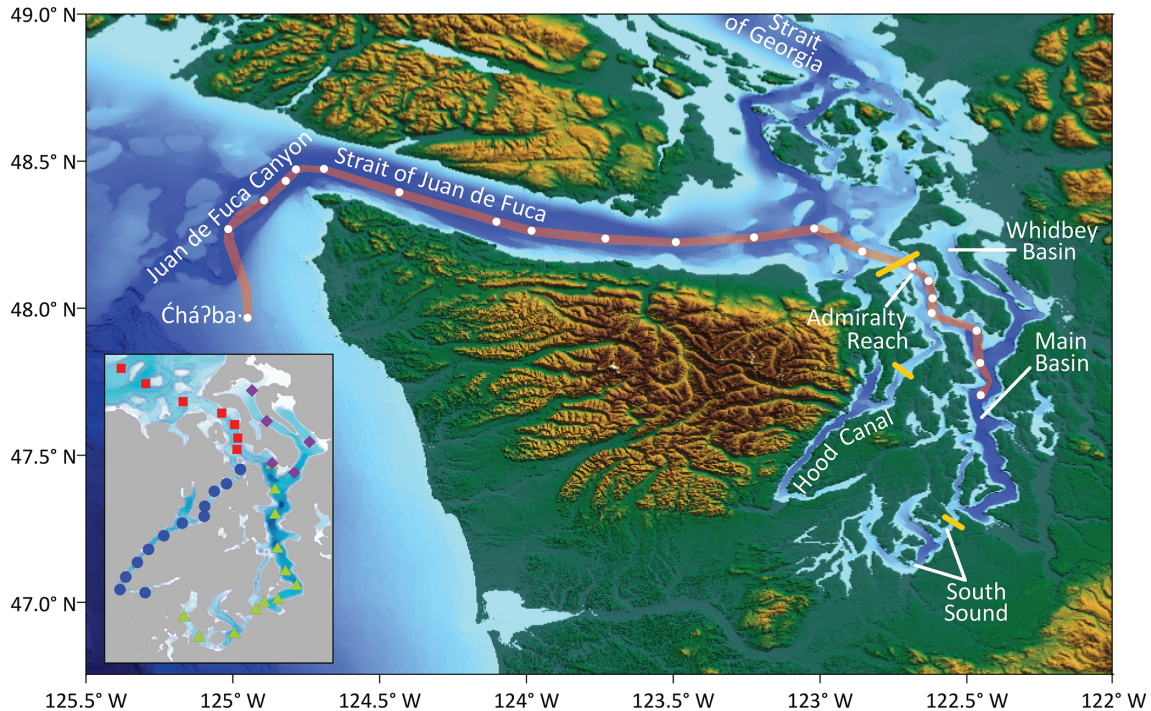 49.0° N
48.5° N
48.0° N
47.5° N
47.0° N
125.5° W
125° W
124.5° W
124° W
123.5° W
123° W
122.5° W
122° W
Strait
of Georgia
Juan de Fuca Canyon
Strait of Juan de Fuca
Ćháʔba·
Whidbey
Basin
Admiralty
Reach
Main
Basin
Hood Canal
South
Sound